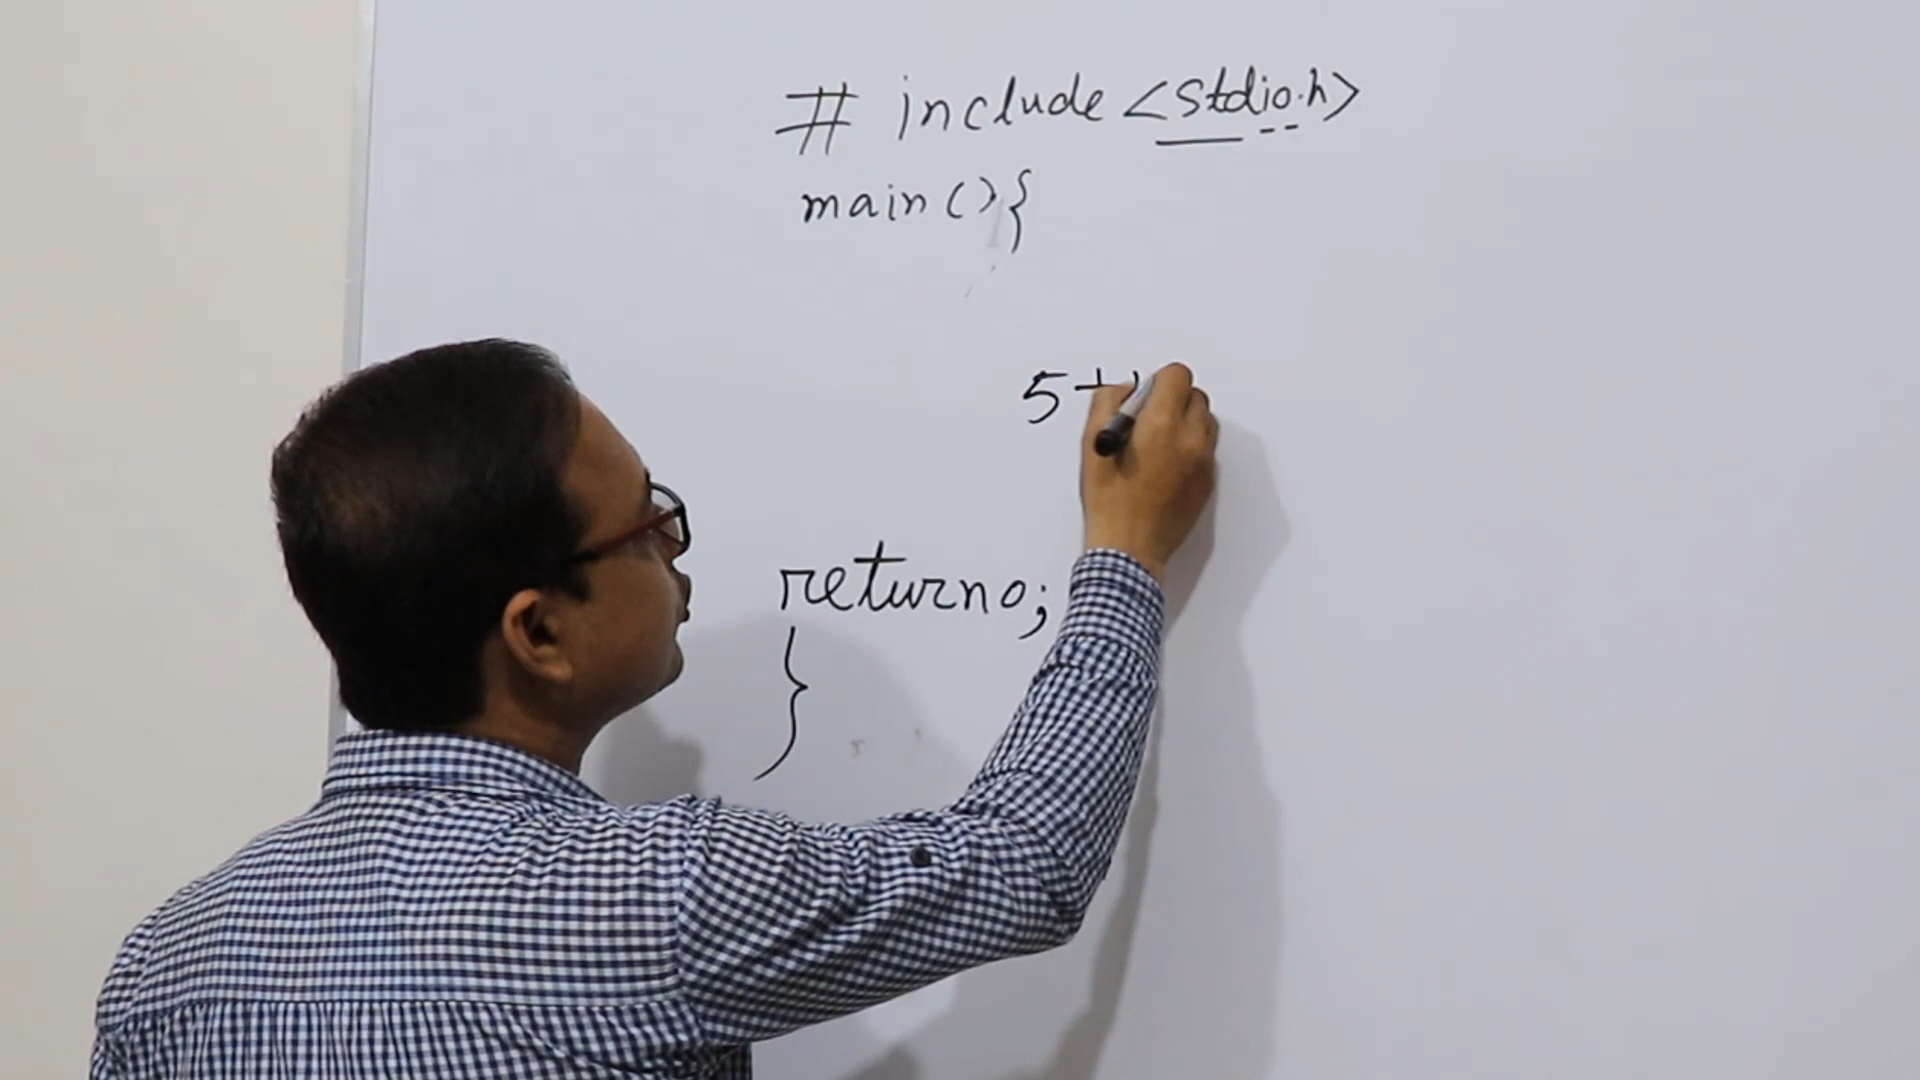 # include <stdio.h>
main(){
5+
return 0;
}